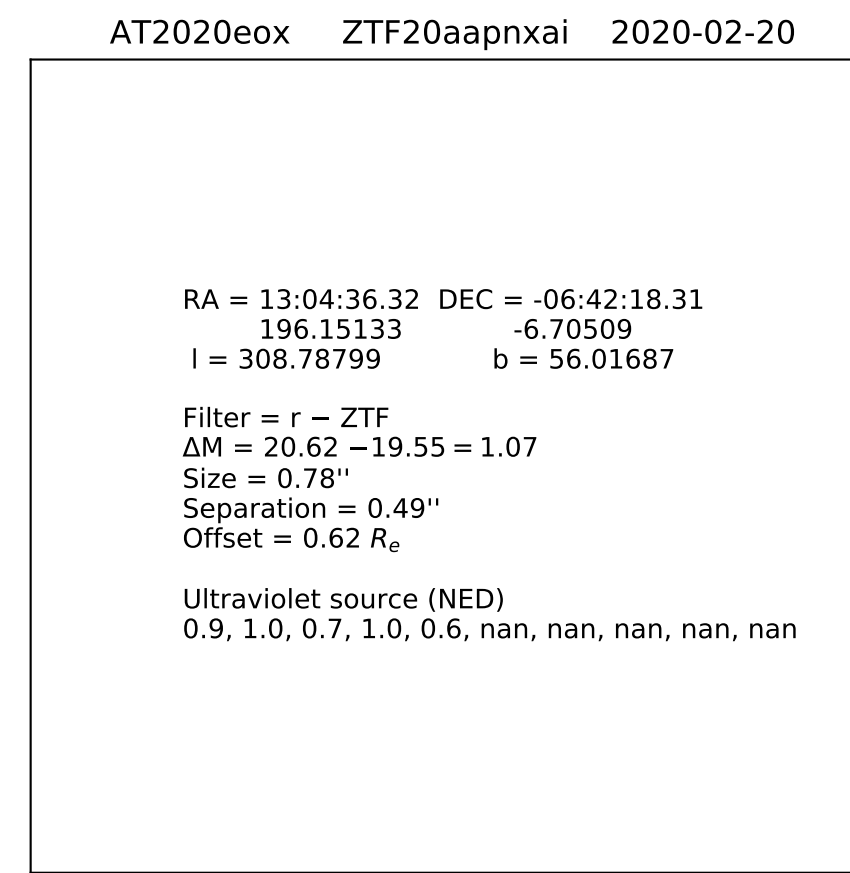 AT2020eox ZTF20aapnxai 2020-02-20
RA = 13:04:36.32 DEC = -06:42:18.31
196.15133 -6.70509
l = 308.78799 b = 56.01687
Filter = r − ZTF
ΔM = 20.62 −19.55 = 1.07
Size = 0.78''
Separation = 0.49''
Offset = 0.62 Re
Ultraviolet source (NED)
0.9, 1.0, 0.7, 1.0, 0.6, nan, nan, nan, nan, nan